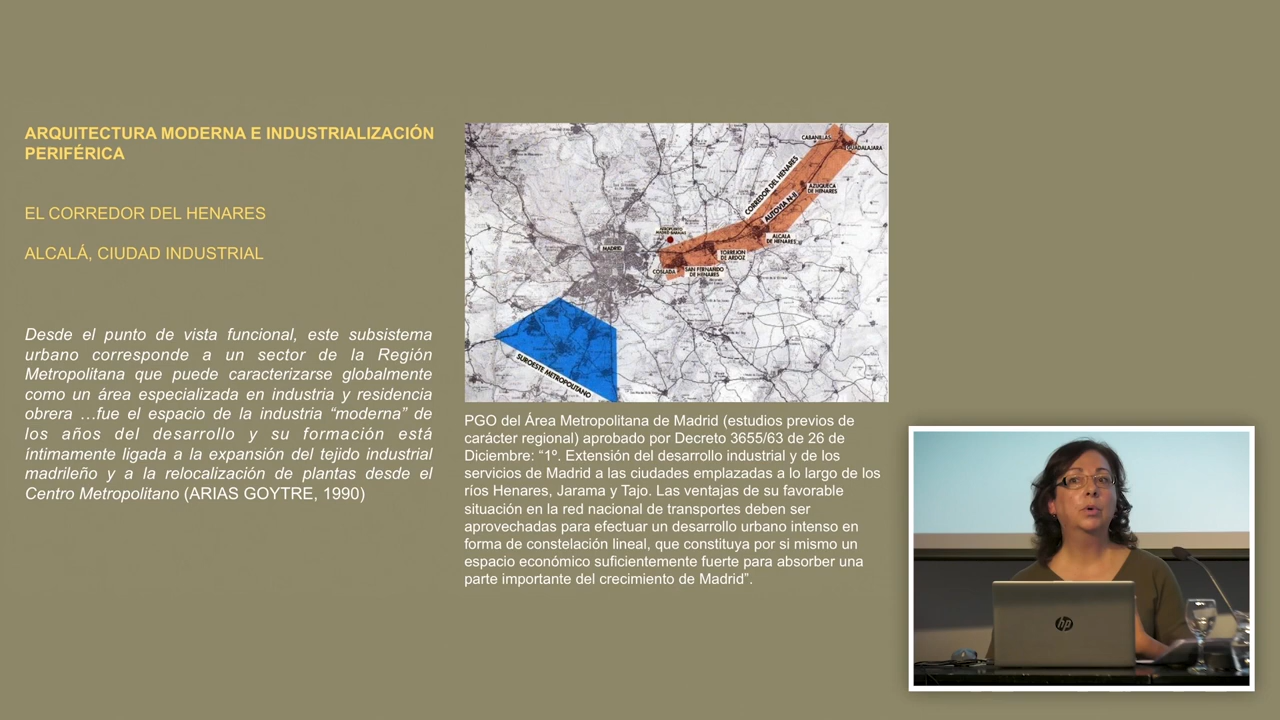 ARQUITECTURA MODERNA E INDUSTRIALIZACIÓN
PERIFÉRICA
EL CORREDOR DEL HENARES
ALCALÁ, CIUDAD INDUSTRIAL
Desde el punto de vista funcional, este subsistema
urbano corresponde a un sector de la Región
Metropolitana que puede caracterizarse globalmente
como un área especializada en industria y residencia
obrera …fue el espacio de la industria “moderna” de
los años del desarrollo y su formación está
íntimamente ligada a la expansión del tejido industrial
madrileño y a la relocalización de plantas desde el
Centro Metropolitano (ARIAS GOYTRE, 1990)
CABANILLAS
GUADALAJARA
CORREDOR DEL HENARES
AUTOVIA N-II
AZUQUECA
DE HENARES
AEROPUERTO
MADRID-BARAJAS
MADRID
ALCALA
DE HENARES
TORREJON
DE ARDOZ
COSLADA
SAN FERNANDO
DE HENARES
SUROESTE METROPOLITANO
PGO del Área Metropolitana de Madrid (estudios previos de
carácter regional) aprobado por Decreto 3655/63 de 26 de
Diciembre: “1º. Extensión del desarrollo industrial y de los
servicios de Madrid a las ciudades emplazadas a lo largo de los
ríos Henares, Jarama y Tajo. Las ventajas de su favorable
situación en la red nacional de transportes deben ser
aprovechadas para efectuar un desarrollo urbano intenso en
forma de constelación lineal, que constituya por si mismo un
espacio económico suficientemente fuerte para absorber una
parte importante del crecimiento de Madrid”.
hp